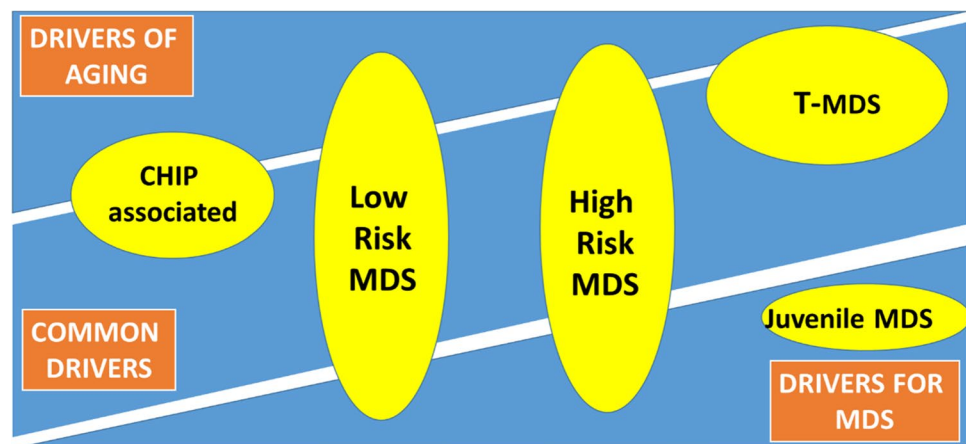 DRIVERS OF
AGING
CHIP
associated
Low
Risk
MDS
High
Risk
MDS
T-MDS
Juvenile MDS
COMMON
DRIVERS
DRIVERS FOR
MDS